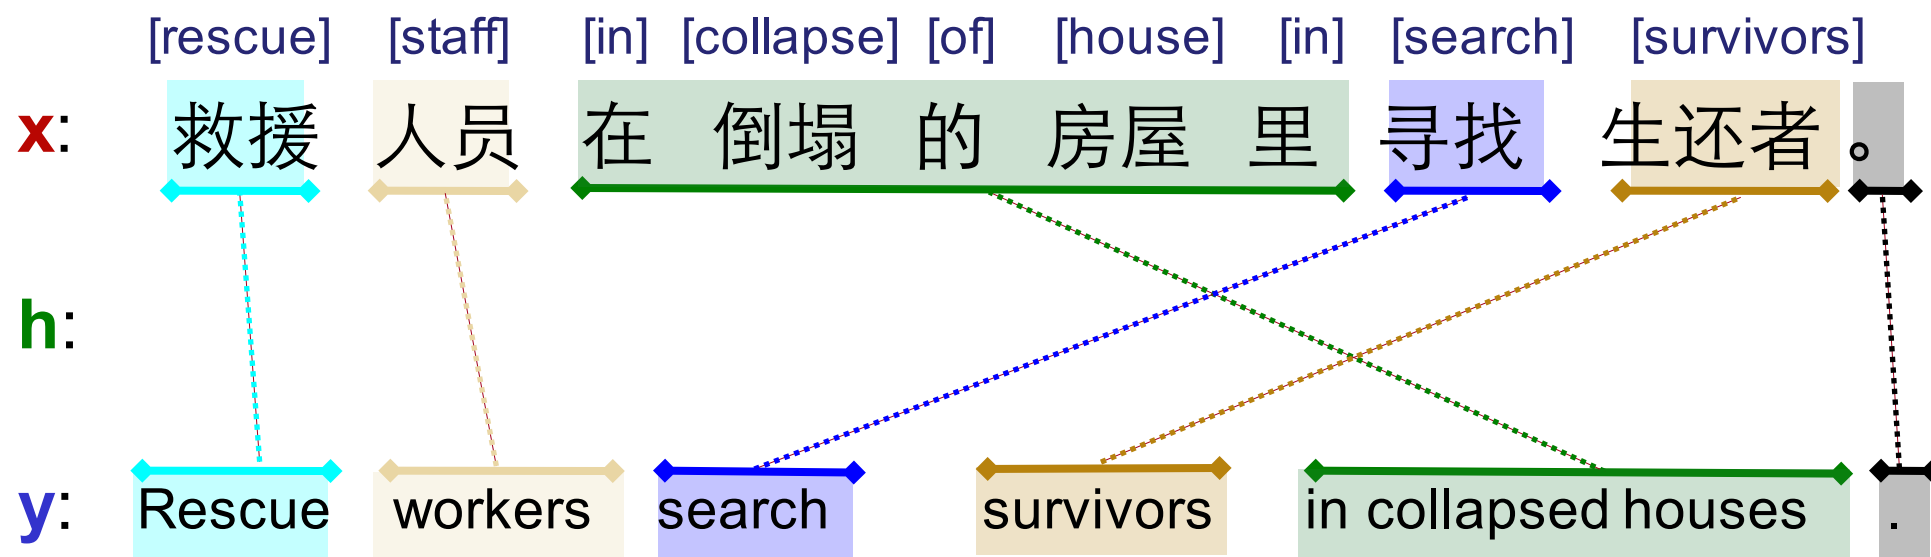 [rescue] [staff] [in] [collapse] [of] [house] [in] [search] [survivors]
x: 救援 人员 在 倒塌 的 房屋 里 寻找 生还者 。
h:
y: Rescue workers search survivors in collapsed houses .